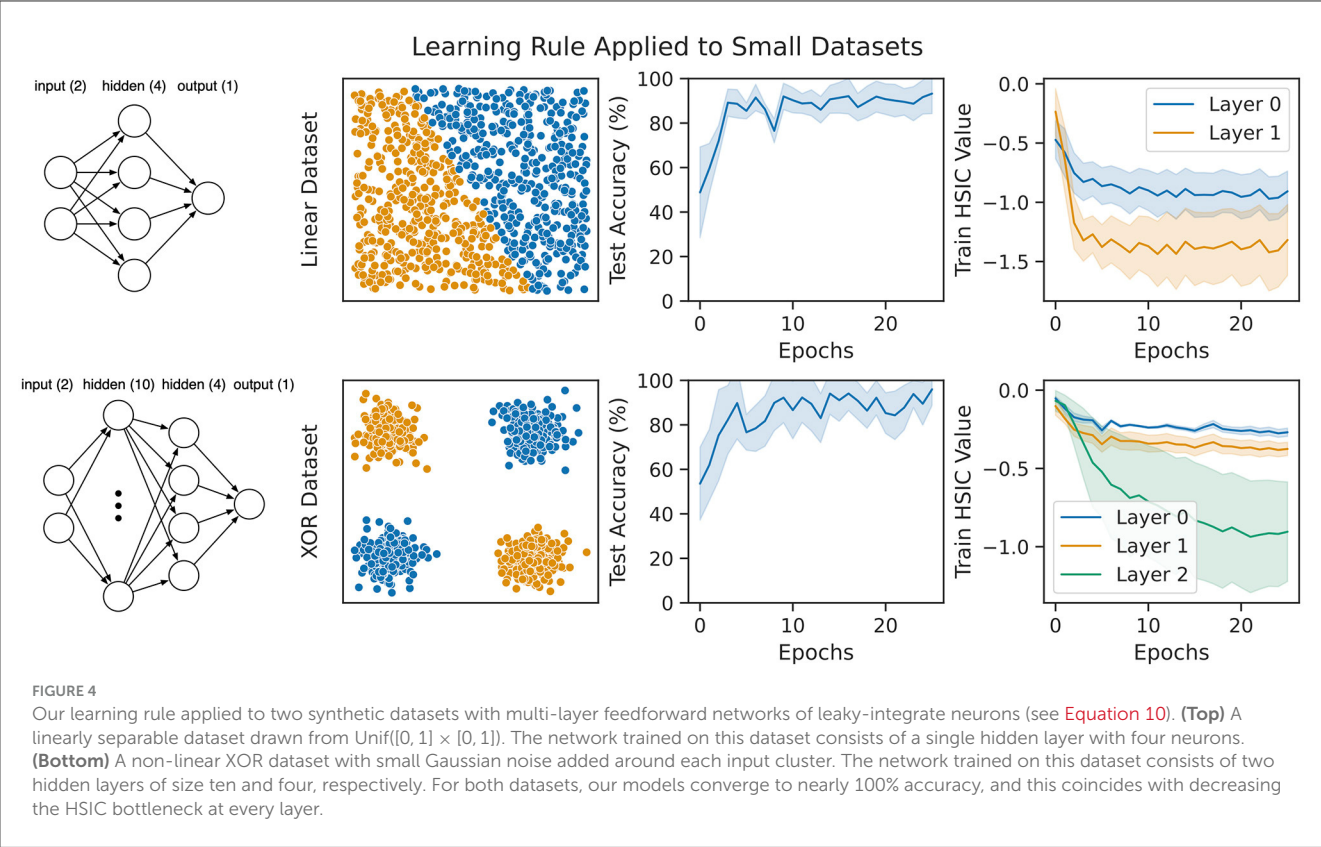 Learning Rule Applied to Small Datasets
input (2) hidden (4) output (1)
Linear Dataset
Test Accuracy (%)
100
80
60
40
20
0
0 10 20
Epochs
Train HSIC Value
0.0
−0.5
−1.0
−1.5
Layer 0
Layer 1
0 10 20
Epochs
input (2) hidden (10) hidden (4) output (1)
XOR Dataset
Test Accuracy (%)
100
80
60
40
20
0
0 10 20
Epochs
Train HSIC Value
0.0
−0.5
−1.0
Layer 0
Layer 1
Layer 2
0 10 20
Epochs
FIGURE 4
Our learning rule applied to two synthetic datasets with multi-layer feedforward networks of leaky-integrate neurons (see Equation 10). (Top) A
linearly separable dataset drawn from Unif([0, 1] × [0, 1]). The network trained on this dataset consists of a single hidden layer with four neurons.
(Bottom) A non-linear XOR dataset with small Gaussian noise added around each input cluster. The network trained on this dataset consists of two
hidden layers of size ten and four, respectively. For both datasets, our models converge to nearly 100% accuracy, and this coincides with decreasing
the HSIC bottleneck at every layer.